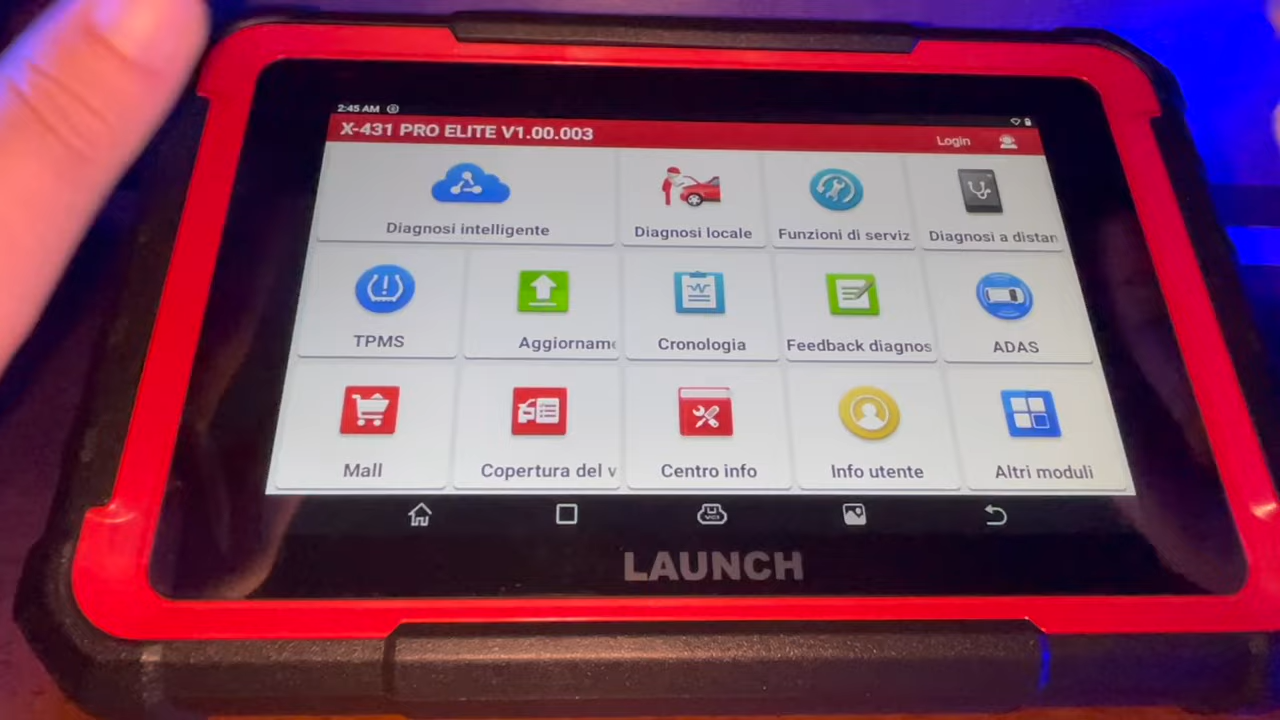 2:45 AM
X-431 PRO ELITE V1.00.003
Login
Diagnosi intelligente
Diagnosi locale
Funzioni di serviz
Diagnosi a distan
TPMS
Aggiorname
Cronologia
Feedback diagnos
ADAS
Mall
Copertura del v
Centro info
Info utente
Altri moduli
VCI
LAUNCH